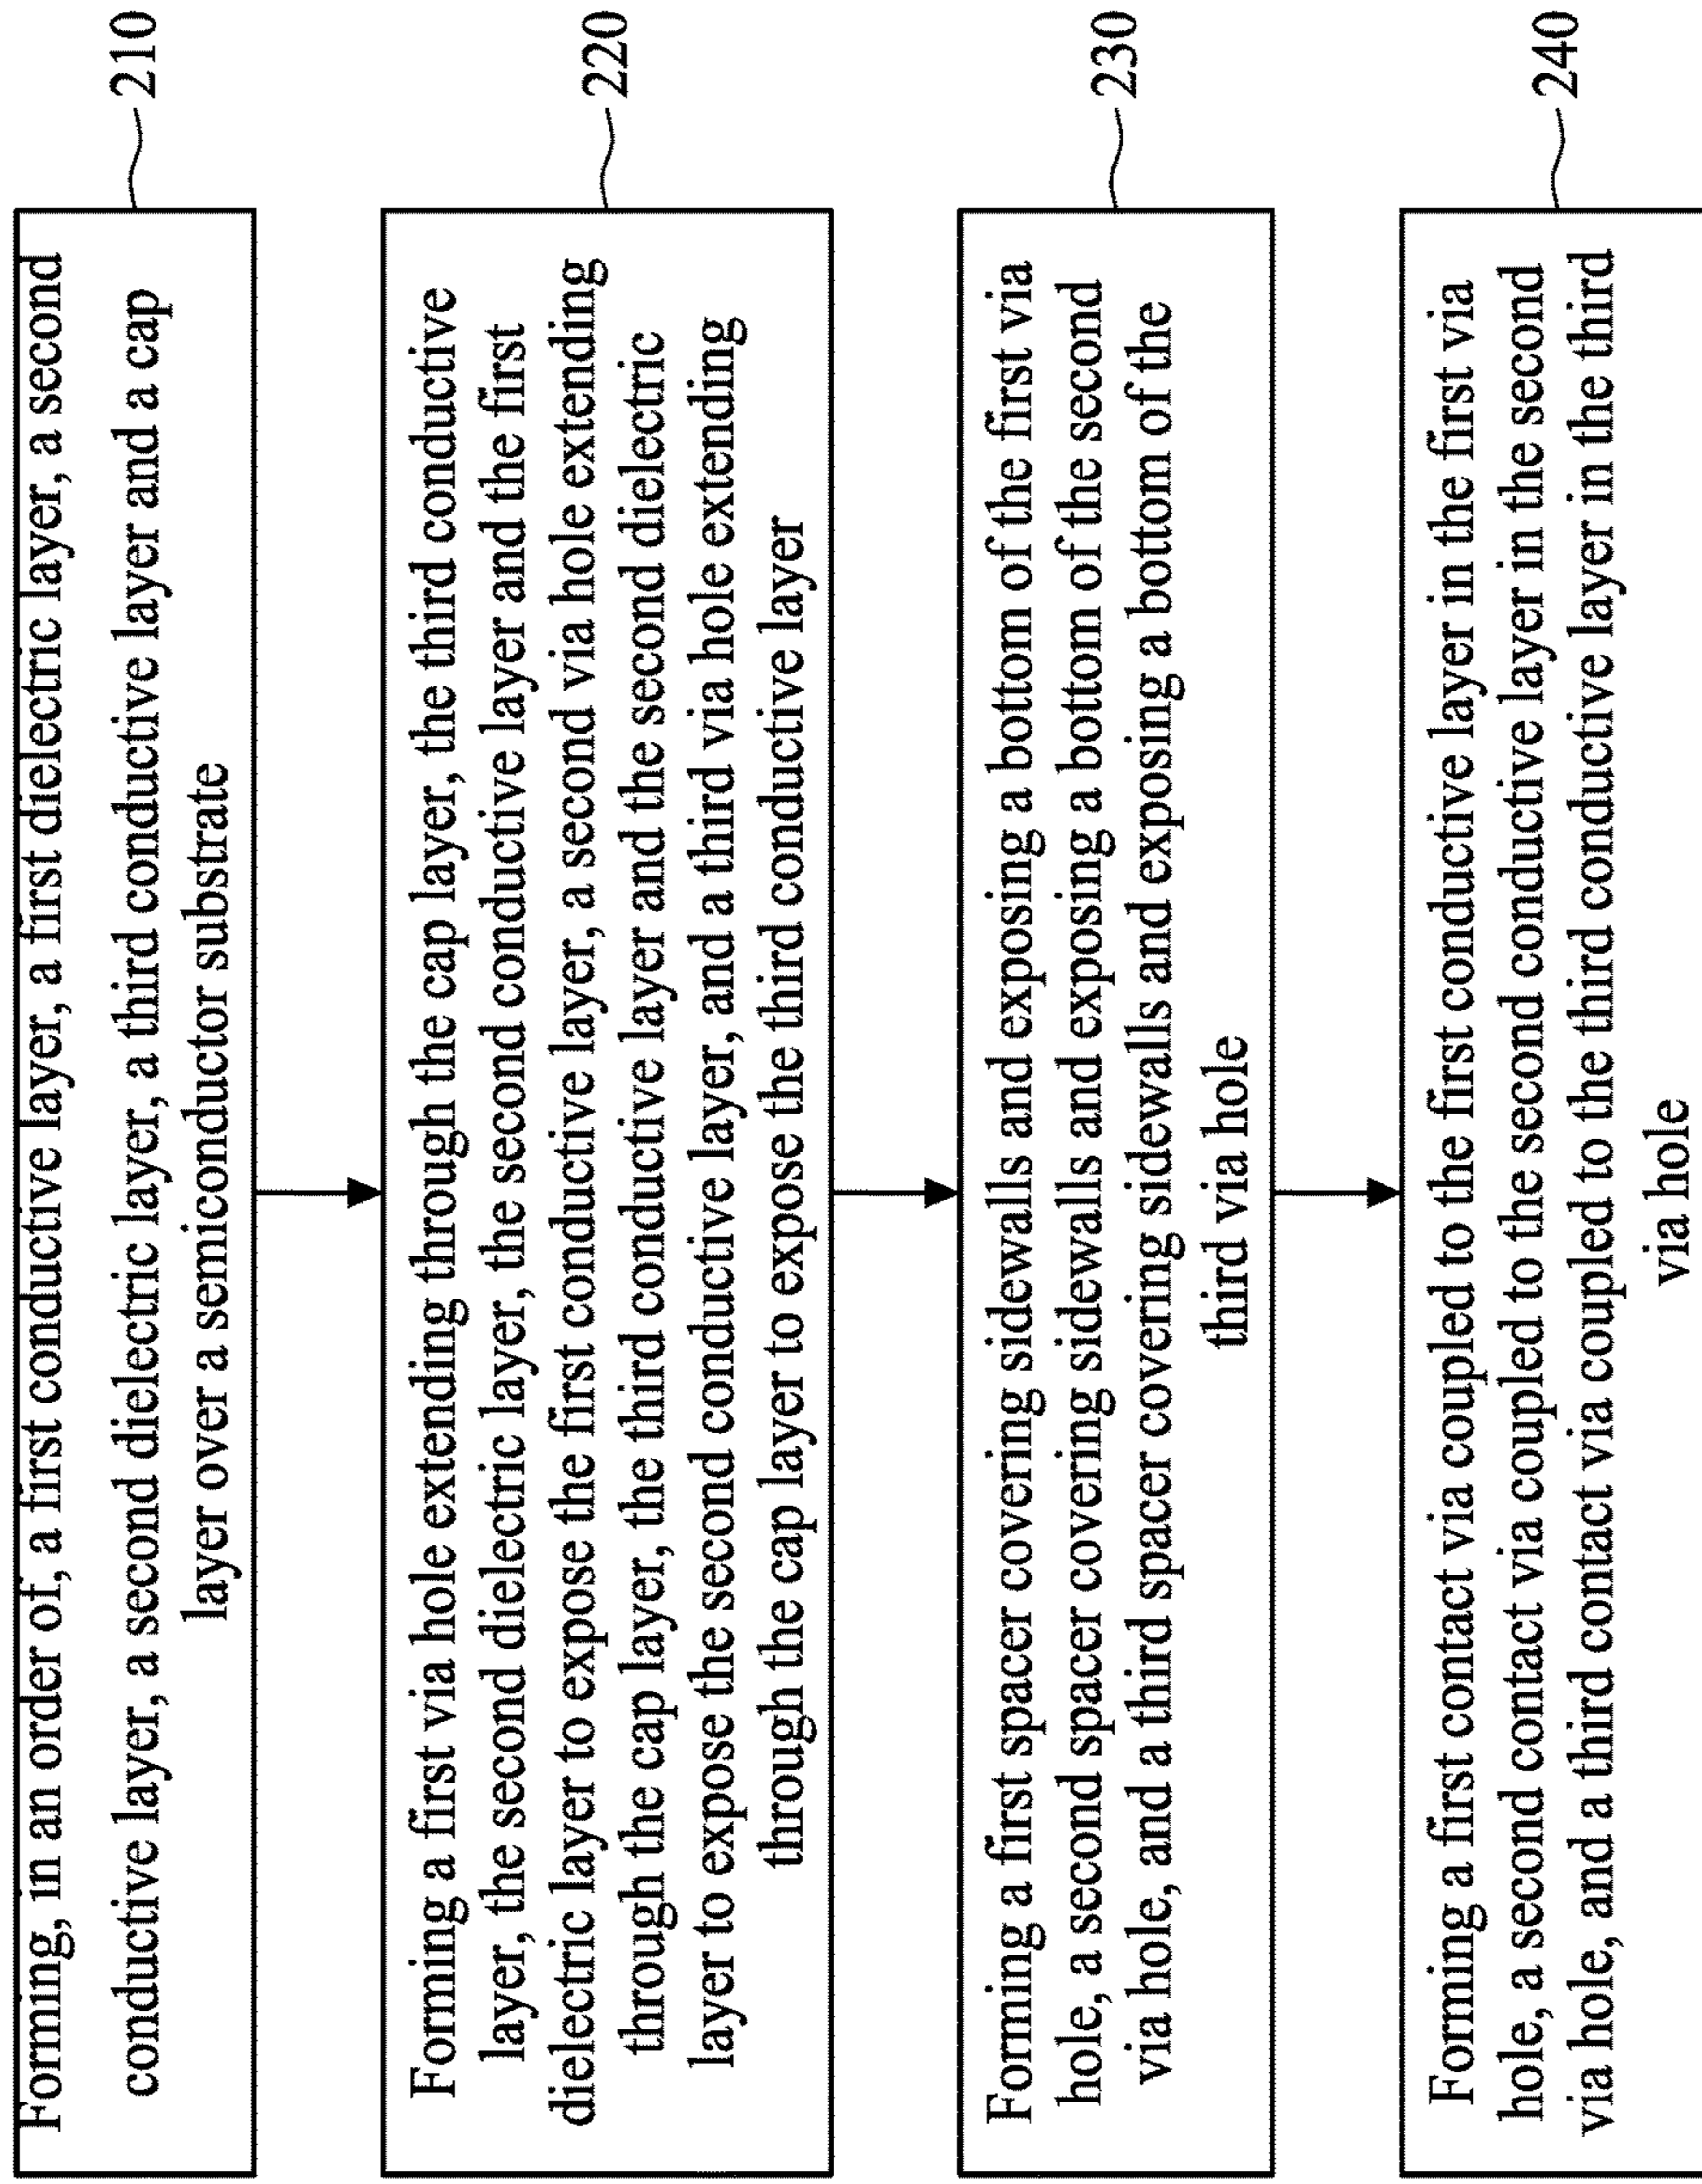 Forming, in an order of, a first conductive layer, a first dielectric layer, a second
conductive layer, a second dielectric layer, a third conductive layer and a cap
layer over a semiconductor substrate
210
Forming a first via hole extending through the cap layer, the third conductive
layer, the second dielectric layer, the second conductive layer and the first
dielectric layer to expose the first conductive layer, a second via hole extending
through the cap layer, the third conductive layer and the second dielectric
layer to expose the second conductive layer, and a third via hole extending
through the cap layer to expose the third conductive layer
220
Forming a first spacer covering sidewalls and exposing a bottom of the first via
hole, a second spacer covering sidewalls and exposing a bottom of the second
via hole, and a third spacer covering sidewalls and exposing a bottom of the
third via hole
230
Forming a first contact via coupled to the first conductive layer in the first via
hole, a second contact via coupled to the second conductive layer in the second
via hole, and a third contact via coupled to the third conductive layer in the third
via hole
240